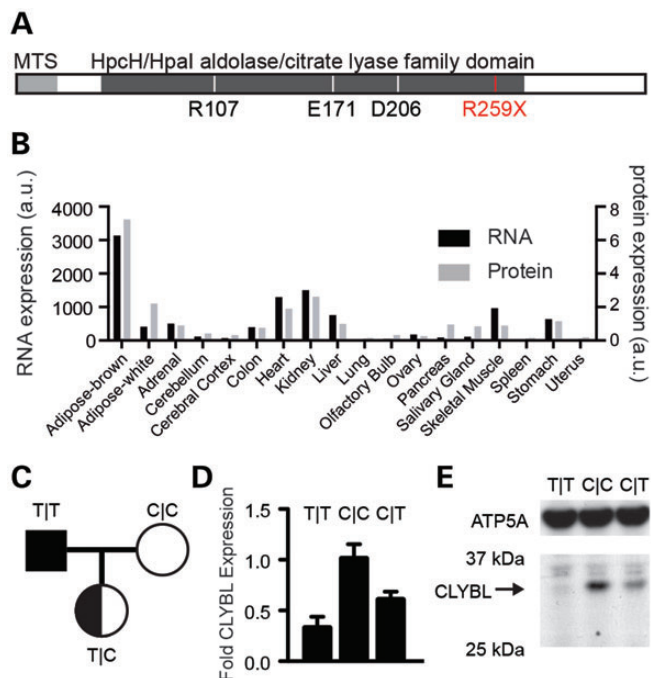 A
MTS HpcH/HpaI aldolase/citrate lyase family domain
R107 E171 D206 R259X
B
RNA expression (a.u.)
4000
3000
2000
1000
0
RNA
Protein
8
6
4
2
0
protein expression (a.u.)
Adipose-brown
Adipose-white
Adrenal
Cerebellum
Cerebral Cortex
Colon
Heart
Kidney
Liver
Lung
Olfactory Bulb
Ovary
Pancreas
Salivary Gland
Skeletal Muscle
Spleen
Stomach
Uterus
C
T|T
C|C
T|C
D
Fold CLYBL Expression
1.5
1.0
0.5
0.0
T|T C|C C|T
E
T|T C|C C|T
ATP5A
37 kDa
CLYBL
25 kDa